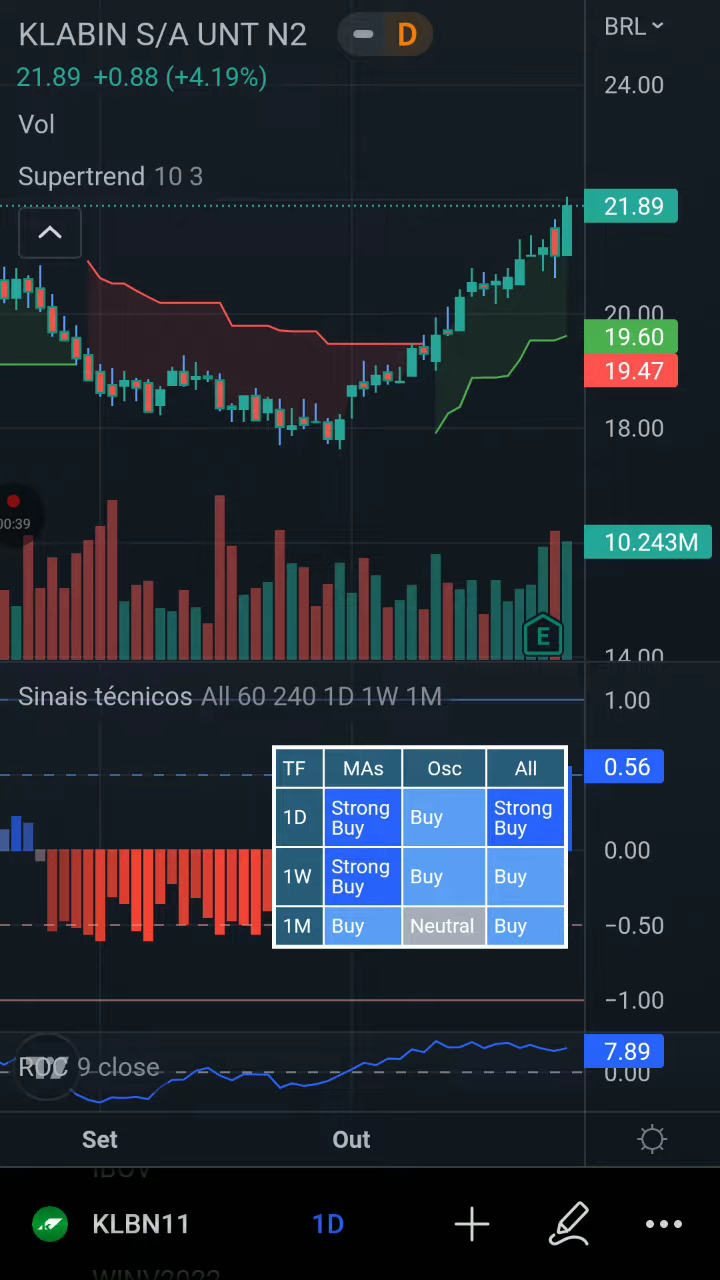 KLABIN S/A UNT N2 D BRL
21.89 +0.88 (+4.19%)
24.00
Vol
Supertrend 10 3
21.89
20.00
19.60
19.47
18.00
00:39
10.243M
E
14.00
Sinais técnicos All 60 240 1D 1W 1M
1.00
0.56
TF MAs Osc All
1D Strong Buy Buy Strong Buy
1W Strong Buy Buy Buy
1M Buy Neutral Buy
0.00
−0.50
−1.00
ROC 9 close
7.89
0.00
Set Out
IBOV
KLBN11 1D
WINV2022